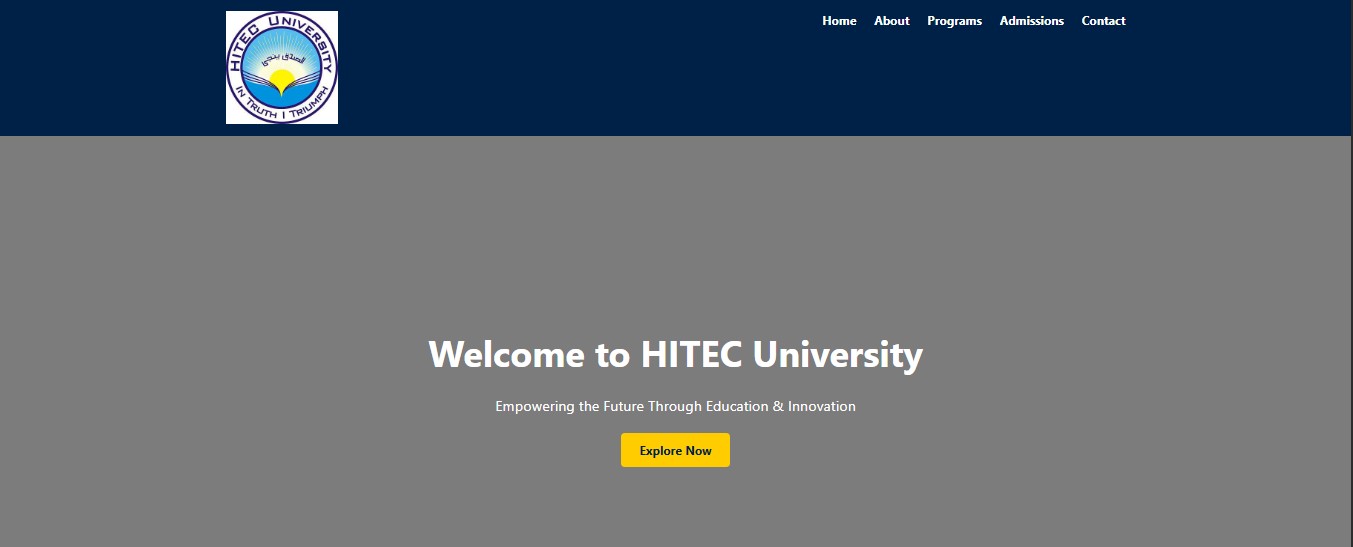 HITEC UNIVERSITY
الصدق ينجي
IN TRUTH I TRIUMPH
Home About Programs Admissions Contact
Welcome to HITEC University
Empowering the Future Through Education & Innovation
Explore Now